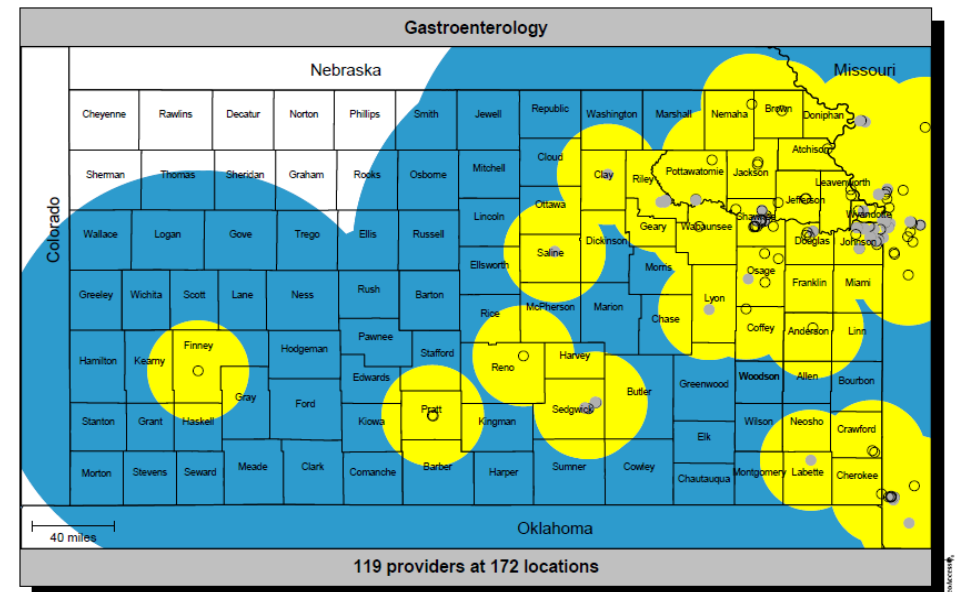 Gastroenterology
Nebraska
Missouri
Cheyenne Rawlins Decatur Norton Phillips Smith Jewell Republic Washington Marshall Nemaha Brown Doniphan
Atchison
Cloud
Sherman Thomas Sheridan Graham Rooks Osborne Mitchell Clay Riley Pottawatomie Jackson
Leavenworth
Jefferson
Ottawa
Lincoln
Wyandotte
Shawnee
Colorado
Wallace Logan Gove Trego Ellis Russell Dickinson Geary Wabaunsee Douglas Johnson
Saline
Ellsworth
Morris
Osage
Franklin Miami
Greeley Wichita Scott Lane Ness Rush Barton
Lyon
Rice McPherson Marion
Chase
Coffey Anderson Linn
Pawnee
Finney
Hodgeman
Stafford
Hamilton Kearny
Reno
Harvey
Edwards
Greenwood Woodson Allen Bourbon
Butler
Gray
Ford
Pratt
Sedgwick
Stanton Grant Haskell
Kiowa
Kingman
Wilson Neosho
Crawford
Elk
Morton Stevens Seward Meade Clark Comanche Barber Harper Sumner Cowley
Chautauqua
Montgomery Labette Cherokee
40 miles
Oklahoma
119 providers at 172 locations